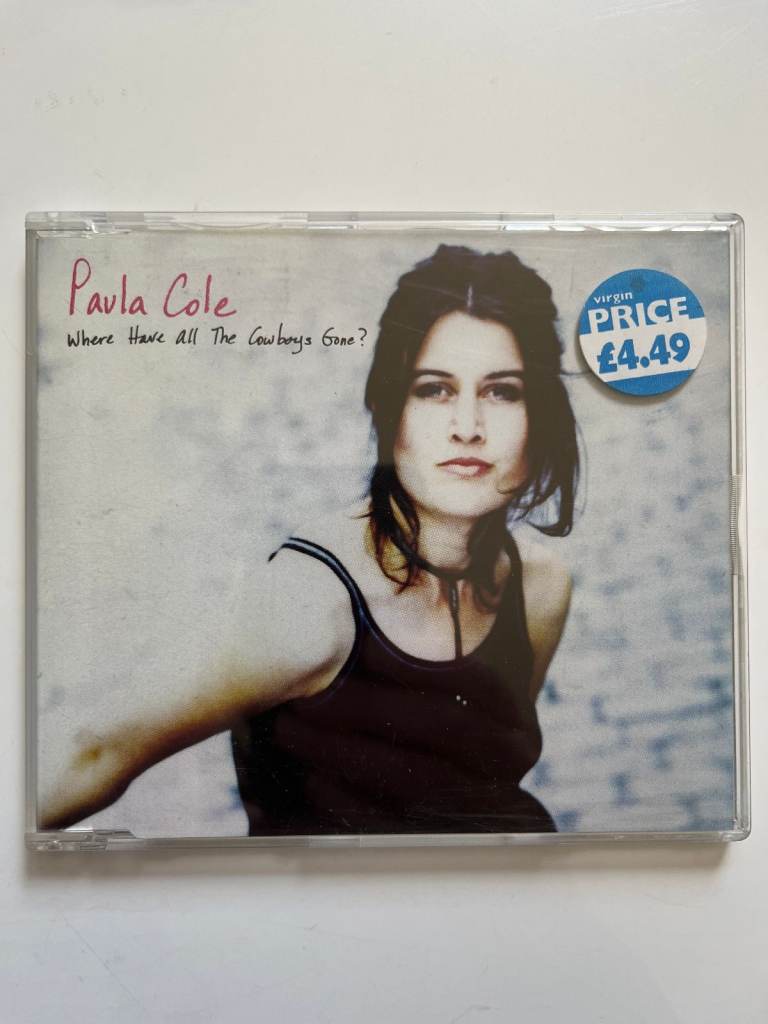 Paula Cole
Where Have All The Cowboys Gone?
virgin
PRICE
£4.49